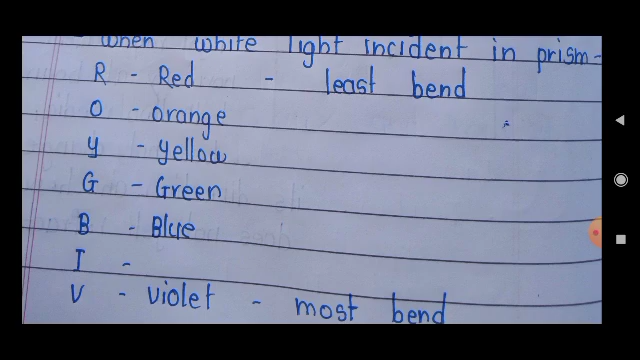 when white light incident in prism-
R - Red - least bend
O - orange
Y - yellow
G - Green
B - Blue
I -
V - violet - most bend